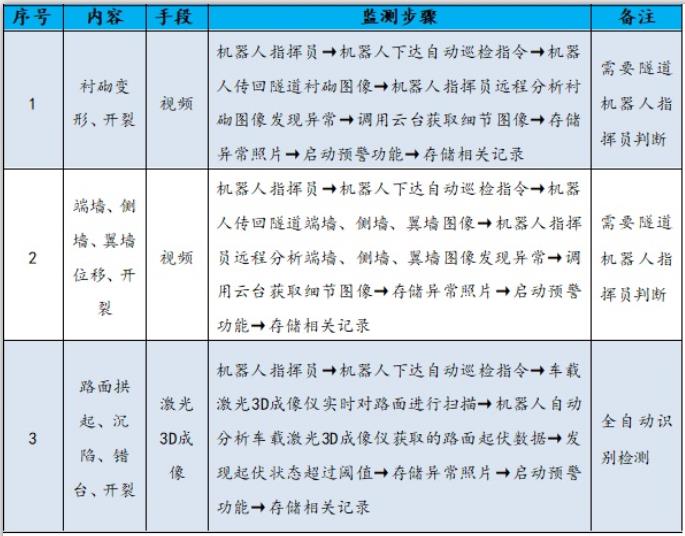 序号 内容 手段 监测步骤 备注
1
衬砌变
形、开裂
视频
机器人指挥员→机器人下达自动巡检指令→机器
人传回隧道衬砌图像→机器人指挥员远程分析衬
砌图像发现异常→调用云台获取细节图像→存储
异常照片→启动预警功能→存储相关记录
需要隧道
机器人指
挥员判断
2
端墙、侧
墙、翼墙
位移、开
裂
视频
机器人指挥员→机器人下达自动巡检指令→机器
人传回隧道端墙、侧墙、翼墙图像→机器人指挥
员远程分析端墙、侧墙、翼墙图像发现异常→调
用云台获取细节图像→存储异常照片→启动预警
功能→存储相关记录
需要隧道
机器人指
挥员判断
3
路面拱
起、沉
陷、错
台、开裂
激光
3D成
像
机器人指挥员→机器人下达自动巡检指令→车载
激光3D成像仪实时对路面进行扫描→机器人自动
分析车载激光3D成像仪获取的路面起伏数据→发
现起伏状态超过阈值→存储异常照片→启动预警
功能→存储相关记录
全自动识
别检测